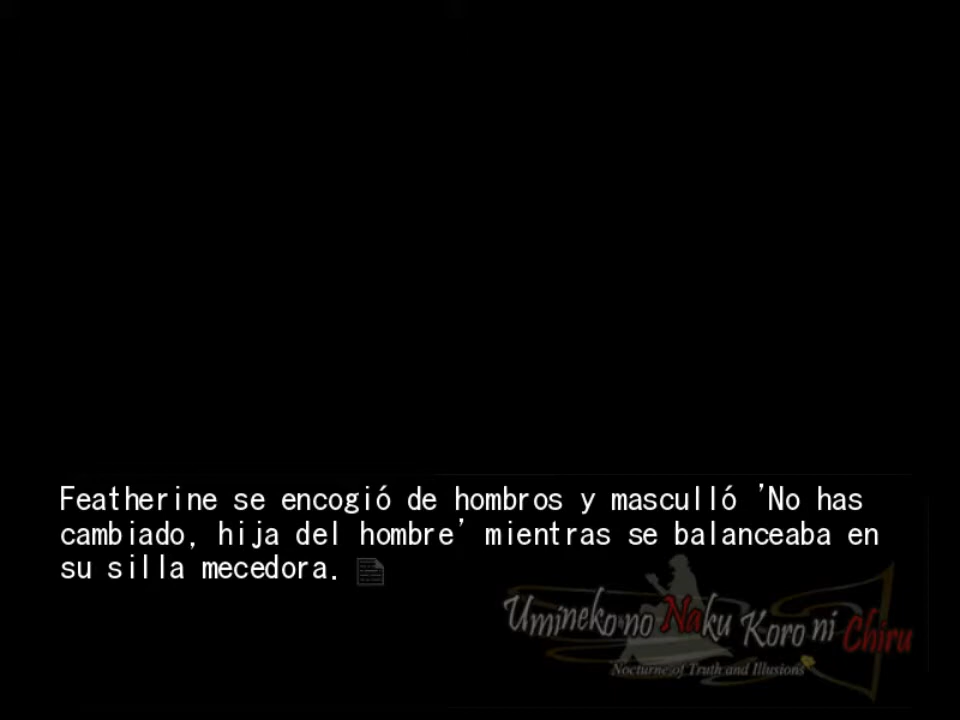 Featherine se encogió de hombros y masculló 'No has
cambiado, hija del hombre' mientras se balanceaba en
su silla mecedora.
Umineko no Naku Koro ni Chiru
Nocturne of Truth and Illusions